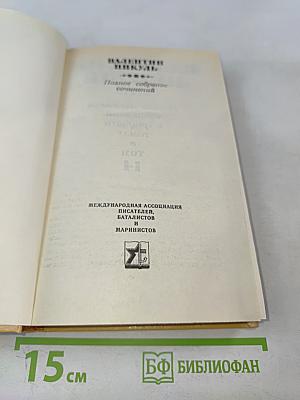 ВАЛЕНТИН
ПИКУЛЬ
Полное собрание
сочинений
МЕЖДУНАРОДНАЯ АССОЦИАЦИЯ
ПИСАТЕЛЕЙ,
БАТАЛИСТОВ
И
МАРИНИСТОВ
15 см
БФ БИБЛИОФАН